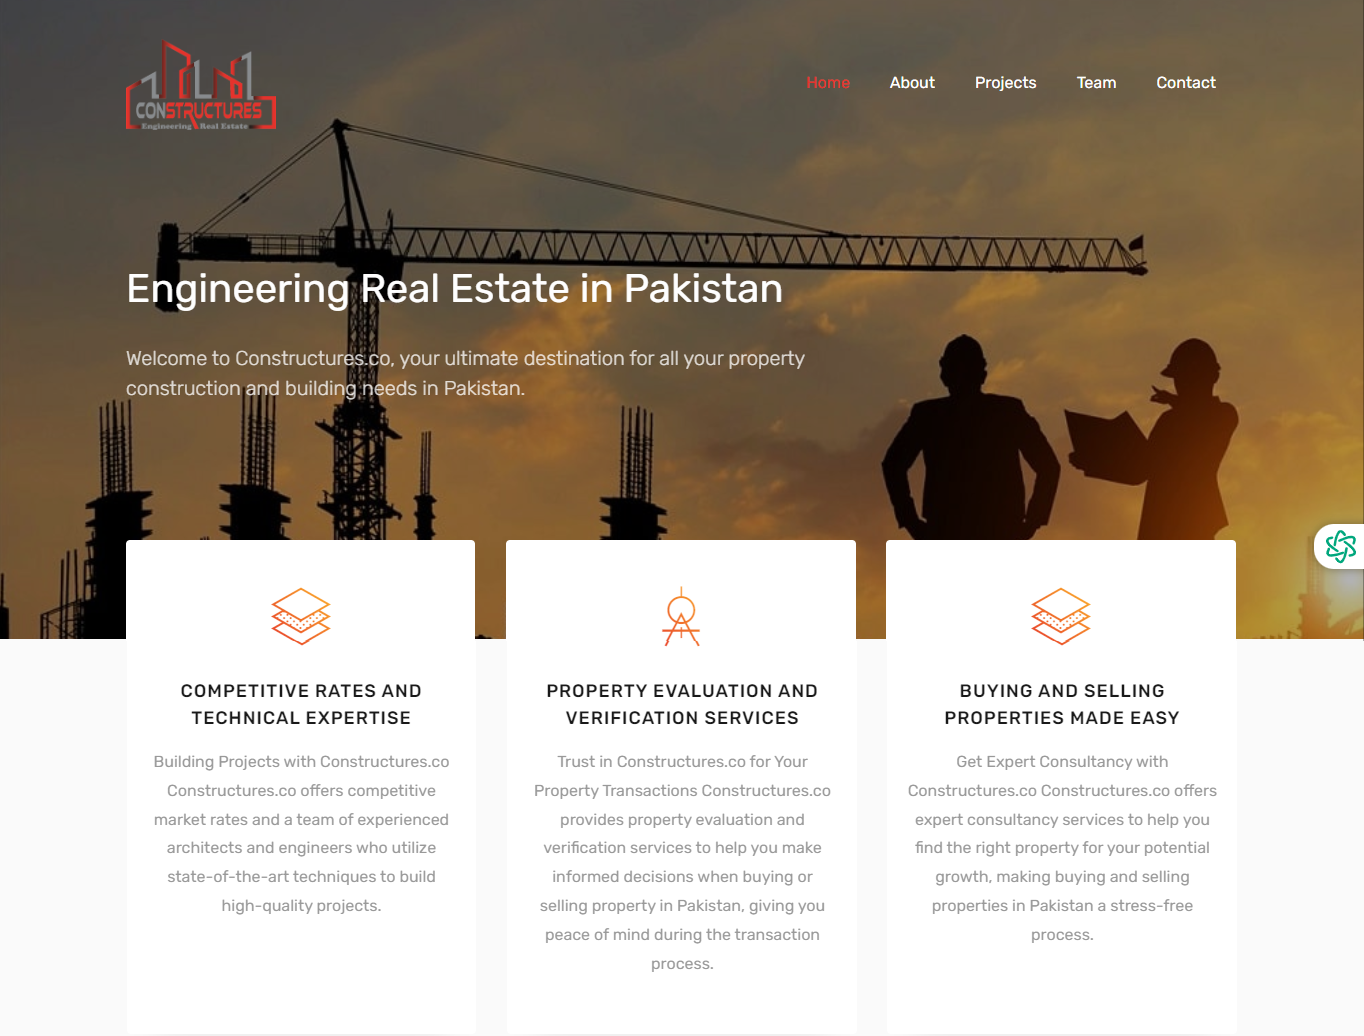 CONSTRUCTURES
Engineering Real Estate
Home About Projects Team Contact
Engineering Real Estate in Pakistan
Welcome to Constructures.co, your ultimate destination for all your property
construction and building needs in Pakistan.
COMPETITIVE RATES AND
TECHNICAL EXPERTISE
Building Projects with Constructures.co
Constructures.co offers competitive
market rates and a team of experienced
architects and engineers who utilize
state-of-the-art techniques to build
high-quality projects.
PROPERTY EVALUATION AND
VERIFICATION SERVICES
Trust in Constructures.co for Your
Property Transactions Constructures.co
provides property evaluation and
verification services to help you make
informed decisions when buying or
selling property in Pakistan, giving you
peace of mind during the transaction
process.
BUYING AND SELLING
PROPERTIES MADE EASY
Get Expert Consultancy with
Constructures.co Constructures.co offers
expert consultancy services to help you
find the right property for your potential
growth, making buying and selling
properties in Pakistan a stress-free
process.